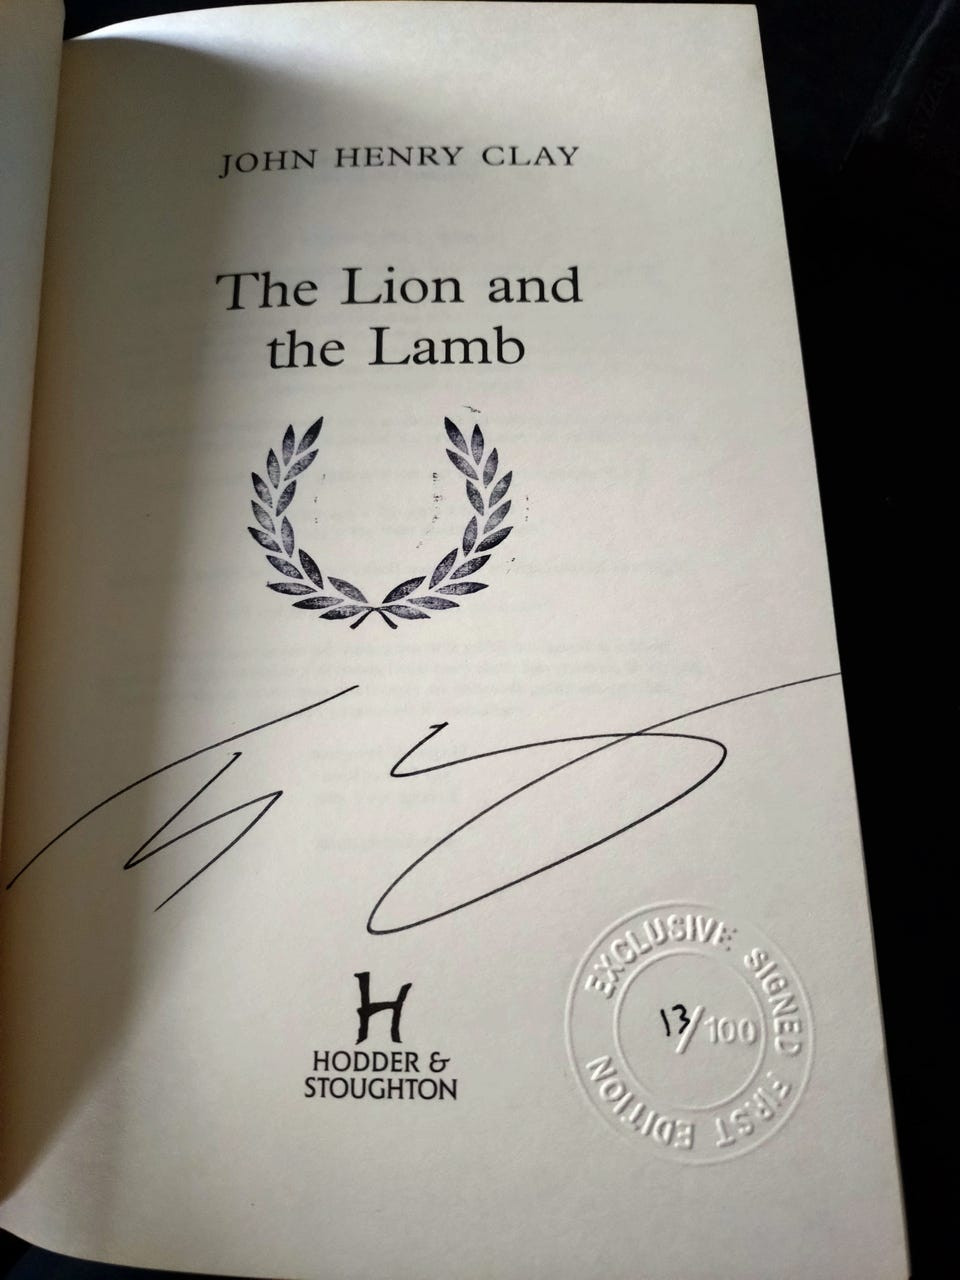 JOHN HENRY CLAY
The Lion and
the Lamb
H
HODDER &
STOUGHTON
EXCLUSIVE SIGNED FIRST EDITION
13/100